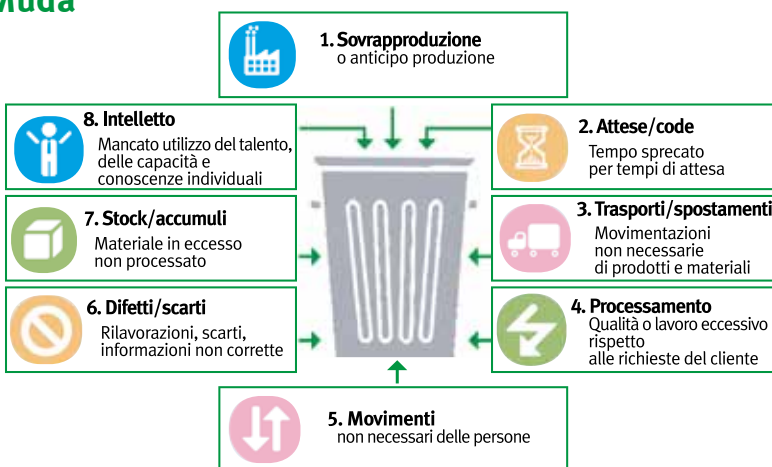 Muda
1. Sovrapproduzione
o anticipo produzione
8. Intelletto
Mancato utilizzo del talento,
delle capacità e
conoscenze individuali
2. Attese/code
Tempo sprecato
per tempi di attesa
7. Stock/accumuli
Materiale in eccesso
non processato
3. Trasporti/spostamenti
Movimentazioni
non necessarie
di prodotti e materiali
6. Difetti/scarti
Rilavorazioni, scarti,
informazioni non corrette
4. Processamento
Qualità o lavoro eccessivo
rispetto
alle richieste del cliente
5. Movimenti
non necessari delle persone